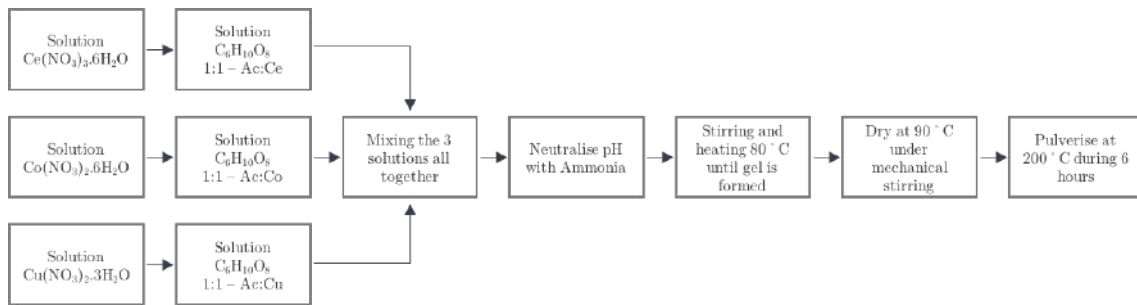 Solution
Ce(NO₃)₃.6H₂O
Solution
C₆H₁₀O₈
1:1 – Ac:Ce
Solution
Co(NO₃)₂.6H₂O
Solution
C₆H₁₀O₈
1:1 – Ac:Co
Solution
Cu(NO₃)₂.3H₂O
Solution
C₆H₁₀O₈
1:1 – Ac:Cu
Mixing the 3
solutions all
together
Neutralise pH
with Ammonia
Stirring and
heating 80 ° C
until gel is
formed
Dry at 90 ° C
under
mechanical
stirring
Pulverise at
200 ° C during 6
hours